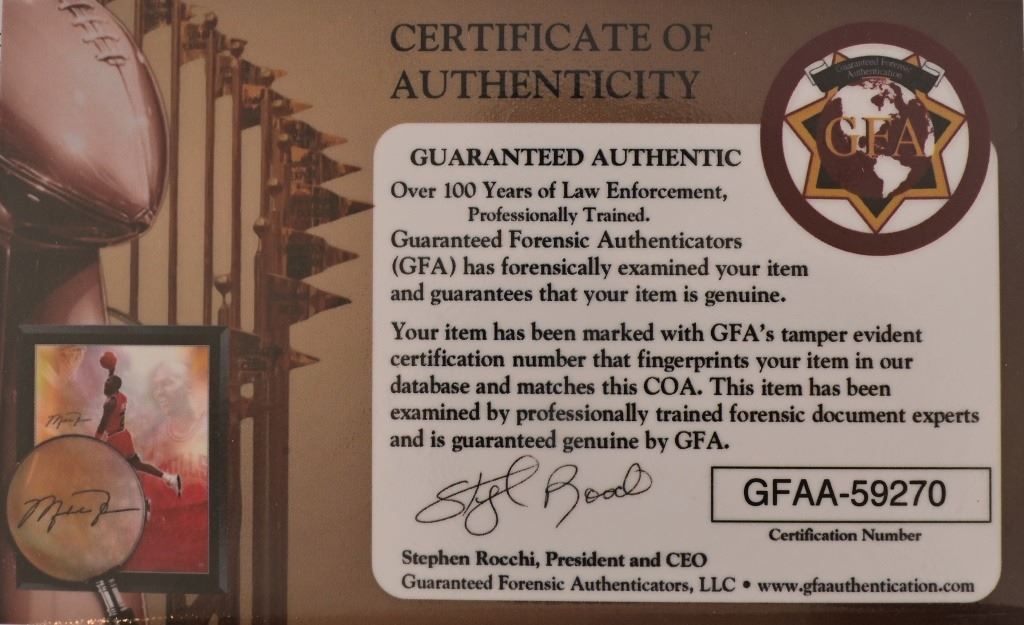 CERTIFICATE OF
AUTHENTICITY
Guaranteed Forensic
Authentication
GFA
GUARANTEED AUTHENTIC
Over 100 Years of Law Enforcement,
Professionally Trained.
Guaranteed Forensic Authenticators
(GFA) has forensically examined your item
and guarantees that your item is genuine.
Your item has been marked with GFA's tamper evident
certification number that fingerprints your item in our
database and matches this COA. This item has been
examined by professionally trained forensic document experts
and is guaranteed genuine by GFA.
GFAA-59270
Certification Number
Stephen Rocchi, President and CEO
Guaranteed Forensic Authenticators, LLC • www.gfaauthentication.com